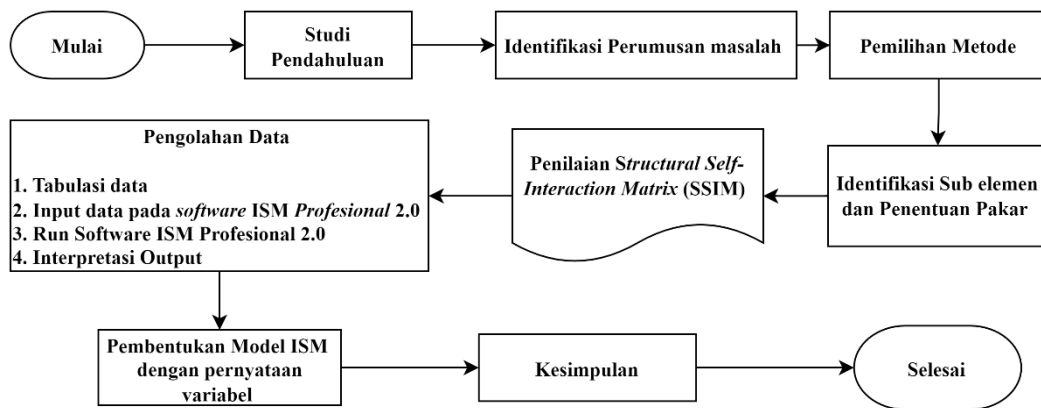 Mulai
Studi
Pendahuluan
Identifikasi Perumusan masalah
Pemilihan Metode
Identifikasi Sub elemen
dan Penentuan Pakar
Penilaian Structural Self-
Interaction Matrix (SSIM)
Pengolahan Data
1. Tabulasi data
2. Input data pada software ISM Profesional 2.0
3. Run Software ISM Profesional 2.0
4. Interpretasi Output
Pembentukan Model ISM
dengan pernyataan
variabel
Kesimpulan
Selesai